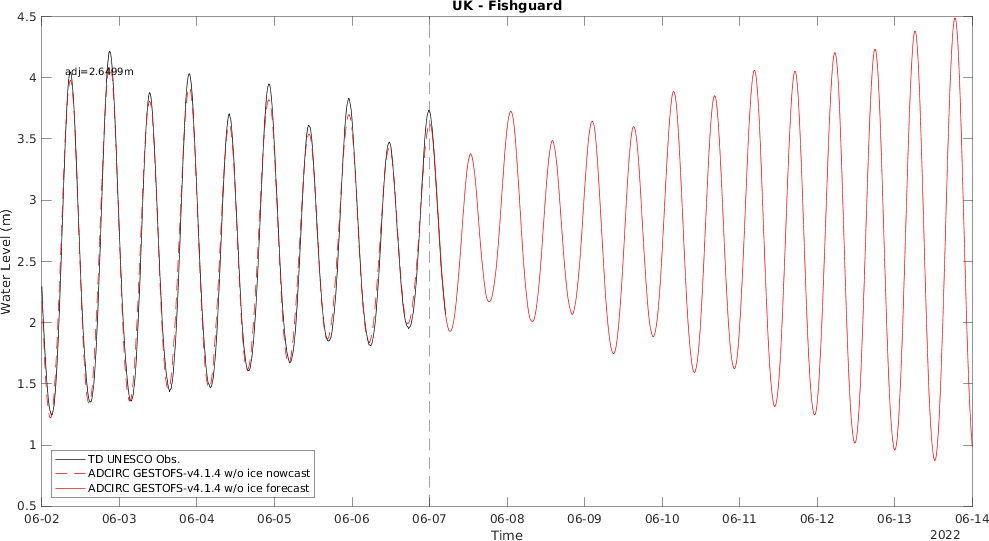 UK - Fishguard
4.5
4
3.5
3
2.5
2
1.5
1
0.5
Water Level (m)
adj=2.6499m
TD UNESCO Obs.
ADCIRC GESTOFS-v4.1.4 w/o ice nowcast
ADCIRC GESTOFS-v4.1.4 w/o ice forecast
06-02 06-03 06-04 06-05 06-06 06-07 06-08 06-09 06-10 06-11 06-12 06-13 06-14
Time
2022